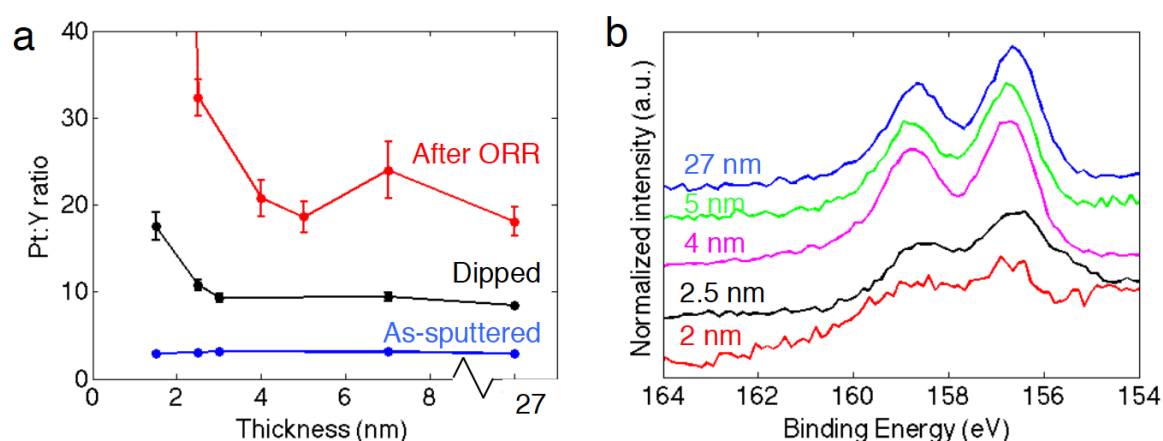 a
40
30
20
10
0
Pt:Y ratio
After ORR
Dipped
As-sputtered
0 2 4 6 8 27
Thickness (nm)
b
Normalized intensity (a.u.)
27 nm
5 nm
4 nm
2.5 nm
2 nm
164 162 160 158 156 154
Binding Energy (eV)